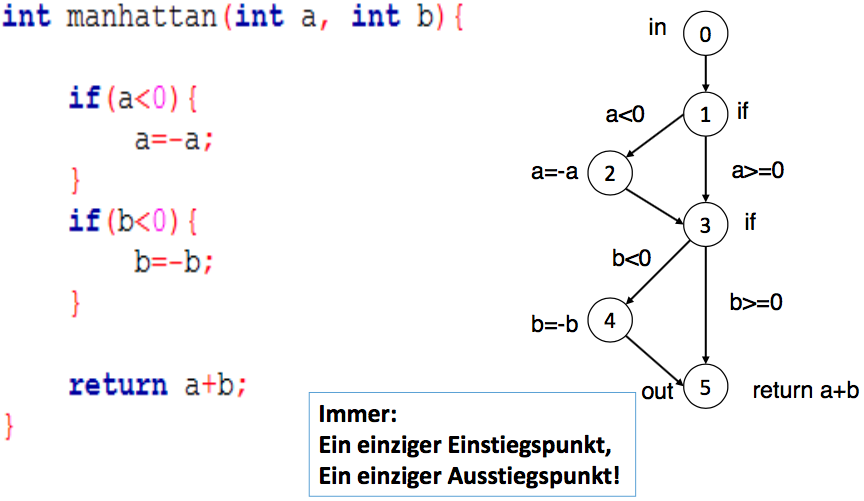 int manhattan(int a, int b){
if(a<0){
a=-a;
}
if(b<0){
b=-b;
}
return a+b;
}
in
0
1
if
a<0
a=-a
2
a>=0
3
if
b<0
b=-b
4
b>=0
out
5
return a+b
Immer:
Ein einziger Einstiegspunkt,
Ein einziger Ausstiegspunkt!